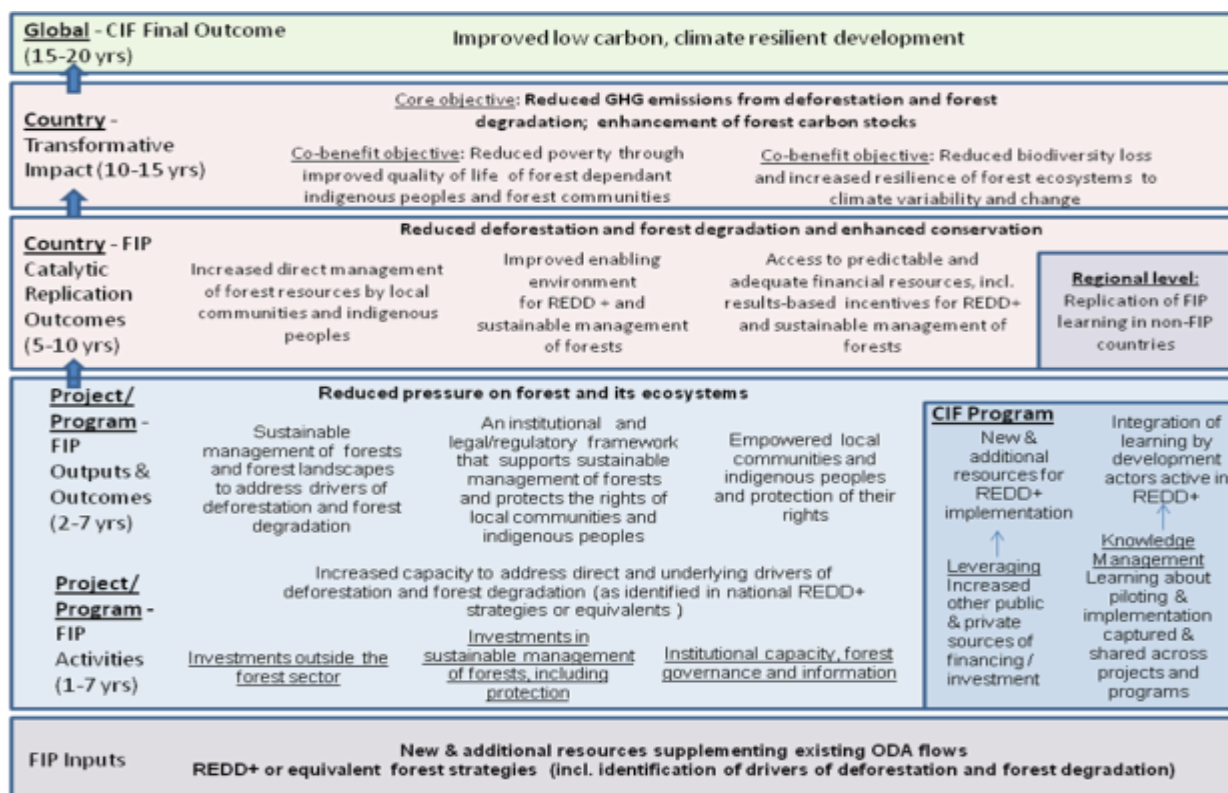 Global - CIF Final Outcome
(15-20 yrs)
Improved low carbon, climate resilient development
Country -
Transformative
Impact (10-15 yrs)
Core objective: Reduced GHG emissions from deforestation and forest
degradation; enhancement of forest carbon stocks
Co-benefit objective: Reduced poverty through
improved quality of life of forest dependant
indigenous peoples and forest communities
Co-benefit objective: Reduced biodiversity loss
and increased resilience of forest ecosystems to
climate variability and change
Country - FIP
Catalytic
Replication
Outcomes
(5-10 yrs)
Reduced deforestation and forest degradation and enhanced conservation
Increased direct management
of forest resources by local
communities and indigenous
peoples
Improved enabling
environment
for REDD + and
sustainable management
of forests
Access to predictable and
adequate financial resources, incl.
results-based incentives for REDD+
and sustainable management of
forests
Regional level:
Replication of FIP
learning in non-FIP
countries
Project/
Program -
FIP
Outputs &
Outcomes
(2-7 yrs)
Reduced pressure on forest and its ecosystems
Sustainable
management of forests
and forest landscapes
to address drivers of
deforestation and forest
degradation
An institutional and
legal/regulatory framework
that supports sustainable
management of forests
and protects the rights of
local communities and
indigenous peoples
Empowered local
communities and
indigenous peoples
and protection of their
rights
CIF Program
New &
additional
resources for
REDD+
implementation
Integration of
learning by
development
actors active in
REDD+
Project/
Program -
FIP
Activities
(1-7 yrs)
Increased capacity to address direct and underlying drivers of
deforestation and forest degradation (as identified in national REDD+
strategies or equivalents )
Investments outside the
forest sector
Investments in
sustainable management
of forests, including
protection
Institutional capacity, forest
governance and information
Leveraging
Increased
other public
& private
sources of
financing /
investment
Knowledge
Management
Learning about
piloting &
implementation
captured &
shared across
projects and
programs
FIP Inputs
New & additional resources supplementing existing ODA flows
REDD+ or equivalent forest strategies (incl. identification of drivers of deforestation and forest degradation)